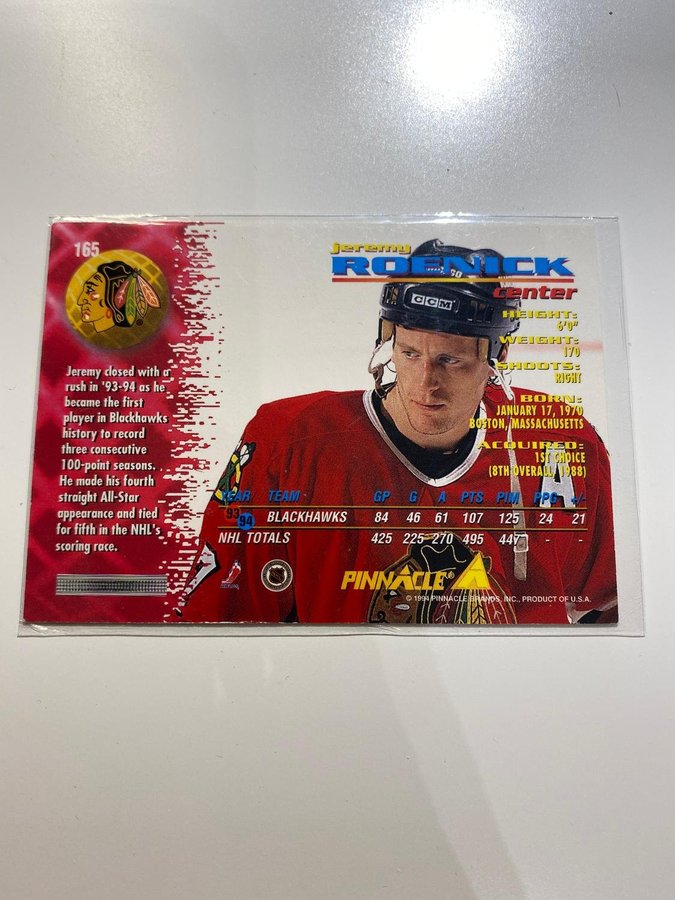 165
Jeremy closed with a
rush in '93-94 as he
became the first
player in Blackhawks
history to record
three consecutive
100-point seasons.
He made his fourth
straight All-Star
appearance and tied
for fifth in the NHL's
scoring race.
jeremy
ROENICK
center
CCM
HEIGHT:
6'0"
WEIGHT:
170
SHOOTS:
RIGHT
BORN:
JANUARY 17, 1970
BOSTON, MASSACHUSETTS
ACQUIRED:
1ST CHOICE
(8TH OVERALL, 1988)
A
YEAR TEAM GP G A PTS PIM PPG +/-
93 94 BLACKHAWKS 84 46 61 107 125 24 21
NHL TOTALS 425 225 270 495 447 - -
PINNACLE®
© 1994 PINNACLE BRANDS, INC., PRODUCT OF U.S.A.